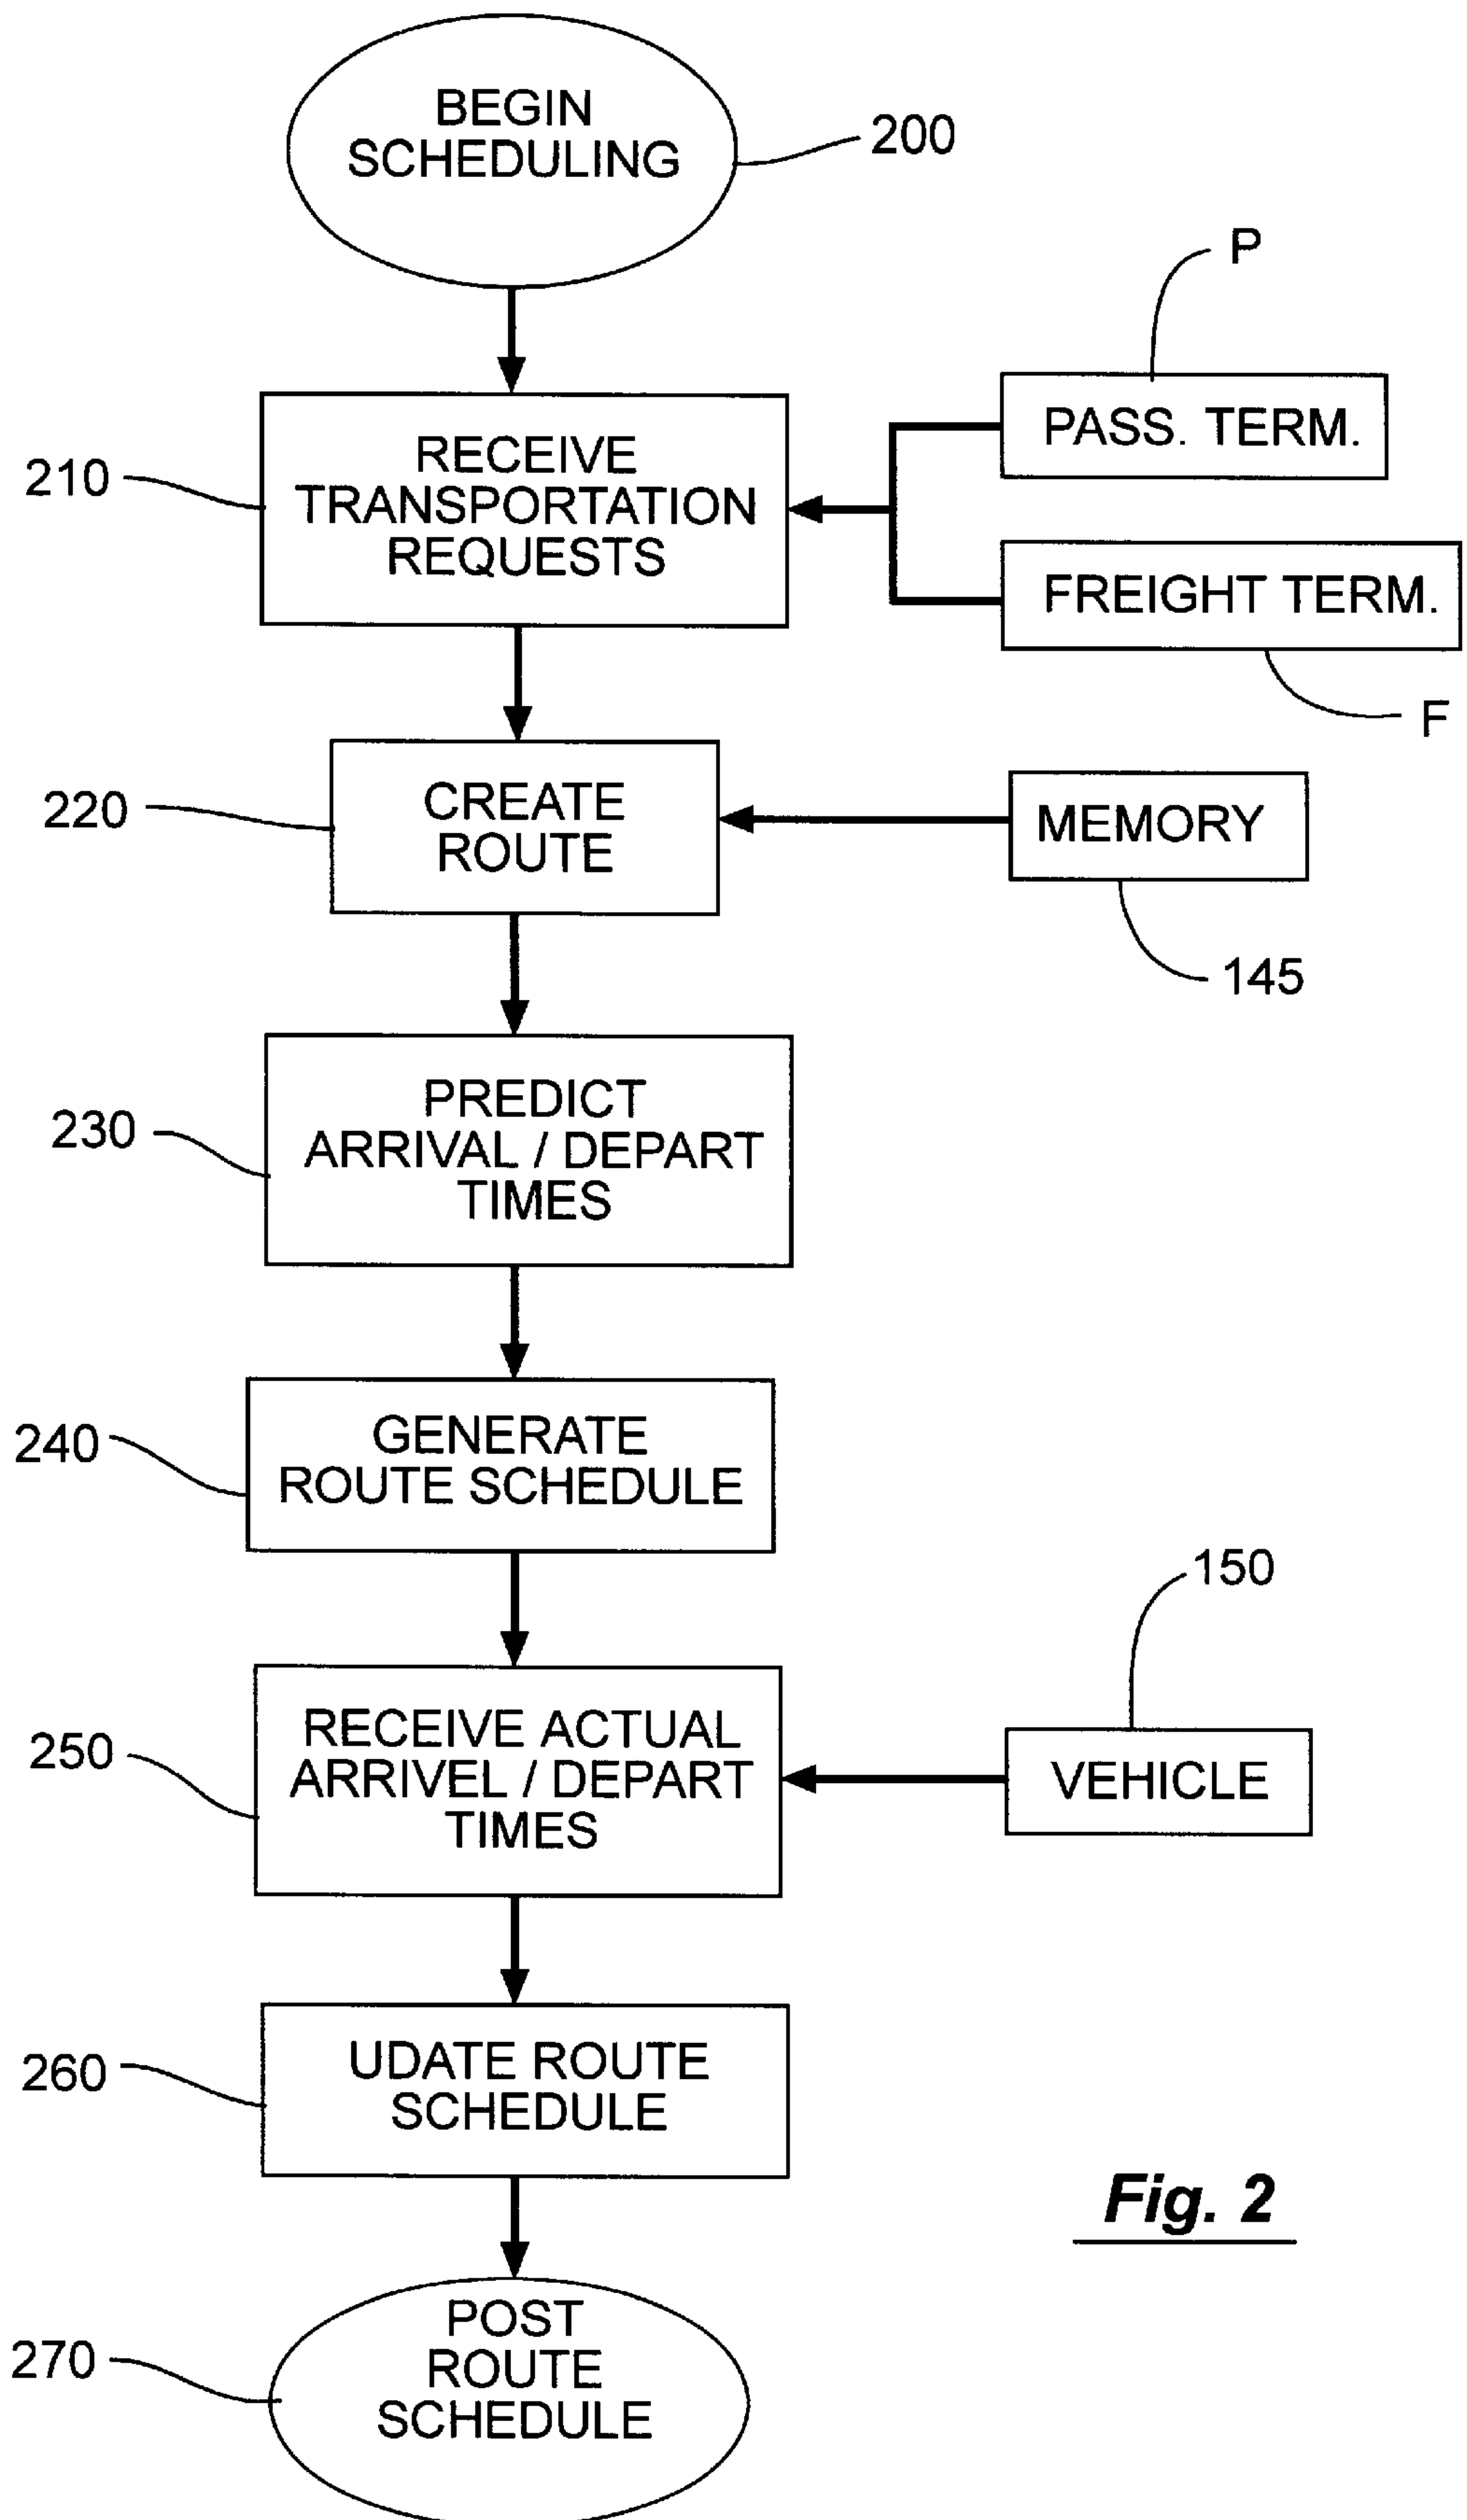 BEGIN
SCHEDULING
200
P
PASS. TERM.
210
RECEIVE
TRANSPORTATION
REQUESTS
FREIGHT TERM.
F
220
CREATE
ROUTE
MEMORY
145
230
PREDICT
ARRIVAL / DEPART
TIMES
240
GENERATE
ROUTE SCHEDULE
150
250
RECEIVE ACTUAL
ARRIVEL / DEPART
TIMES
VEHICLE
260
UDATE ROUTE
SCHEDULE
Fig. 2
270
POST
ROUTE
SCHEDULE